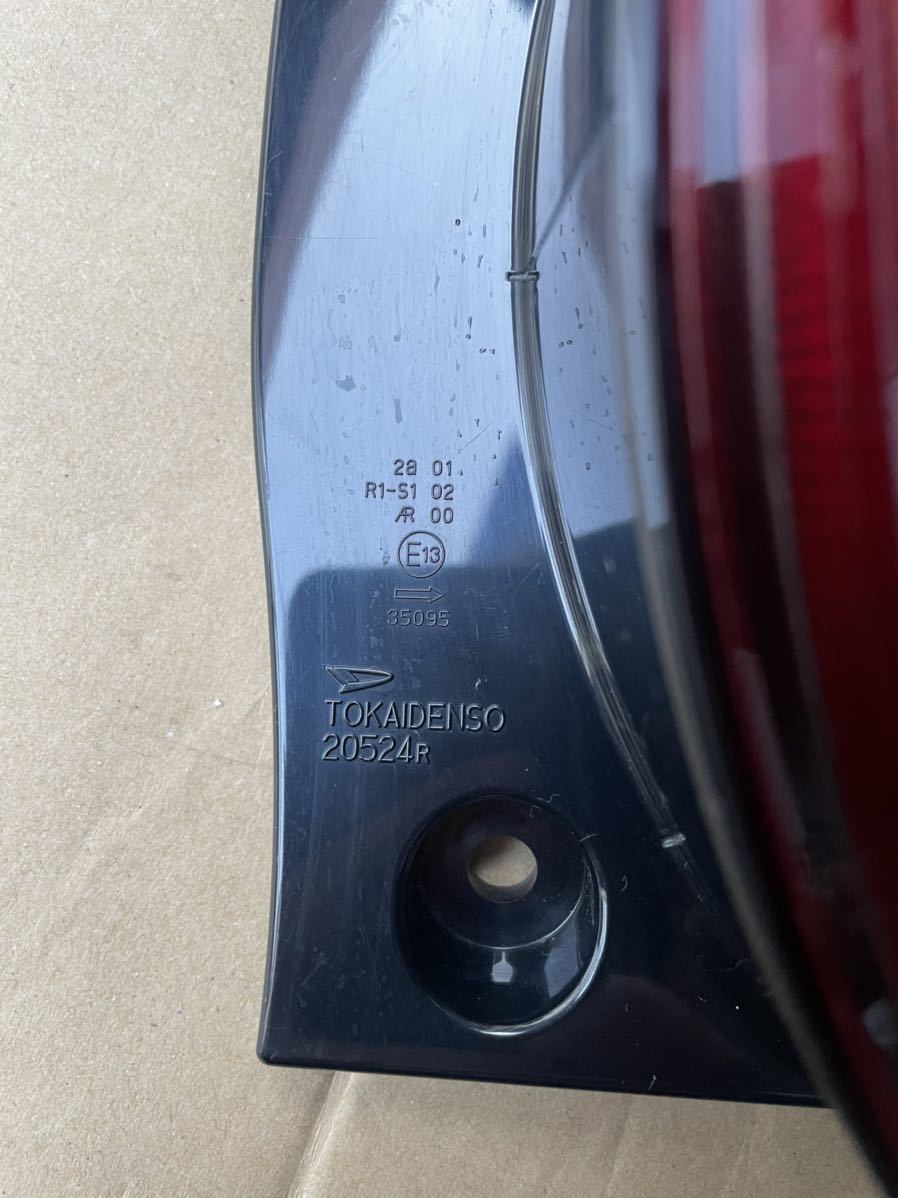 2a 01
R1-S1 02
AR 00
E13
→
35095
TOKAIDENSO
20524R